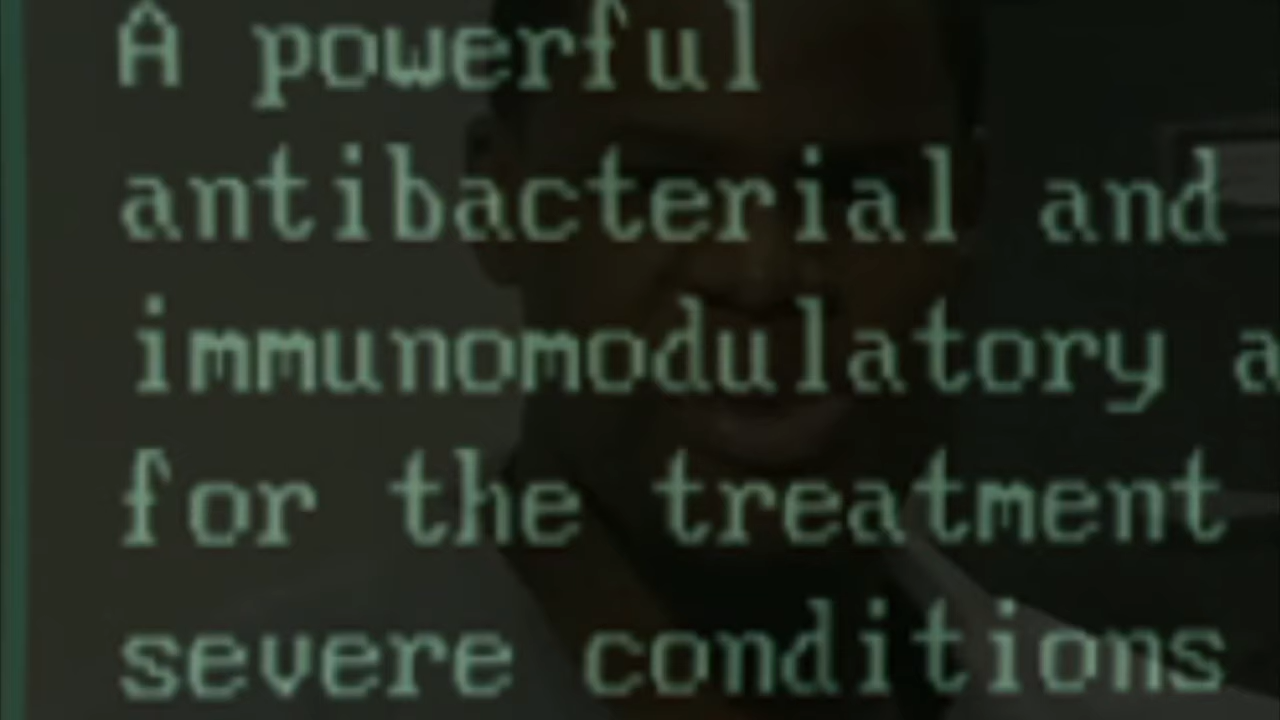 A powerful
antibacterial and
immunomodulatory a
for the treatment
severe conditions